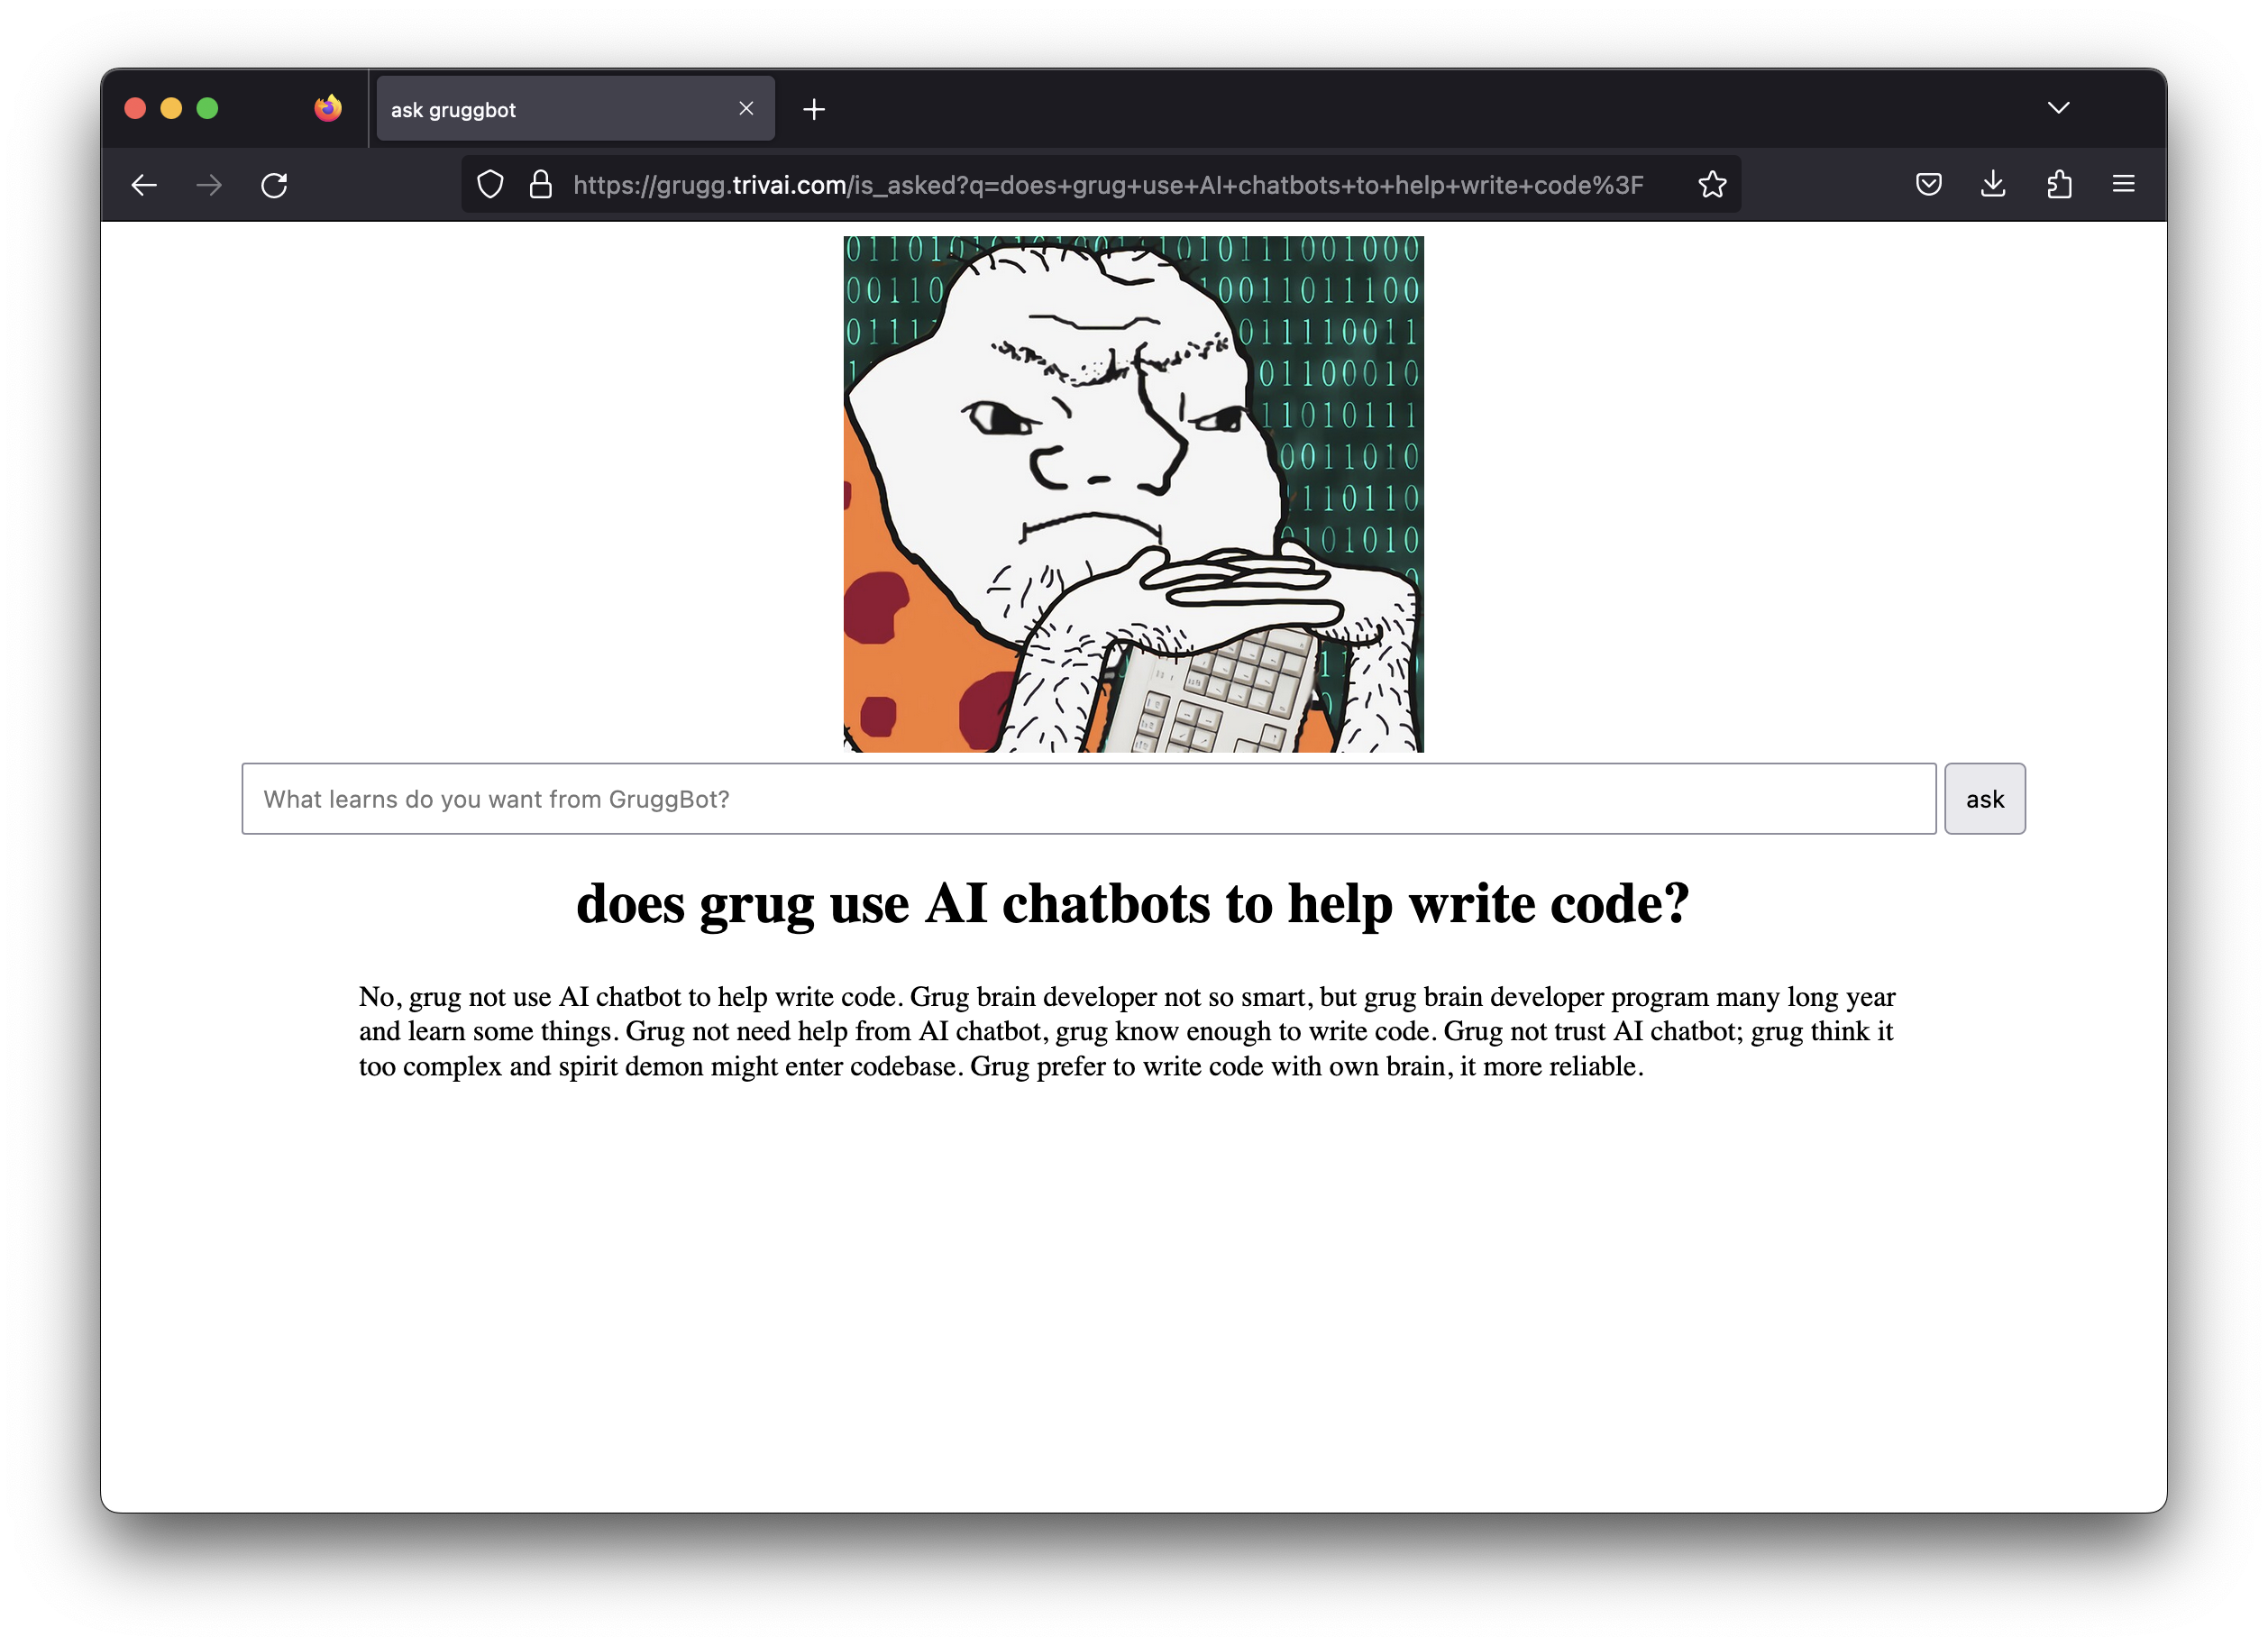 ask gruggbot
https://grugg.trivai.com/is_asked?q=does+grug+use+AI+chatbots+to+help+write+code%3F
What learns do you want from GruggBot?
ask
does grug use AI chatbots to help write code?
No, grug not use AI chatbot to help write code. Grug brain developer not so smart, but grug brain developer program many long year
and learn some things. Grug not need help from AI chatbot, grug know enough to write code. Grug not trust AI chatbot; grug think it
too complex and spirit demon might enter codebase. Grug prefer to write code with own brain, it more reliable.